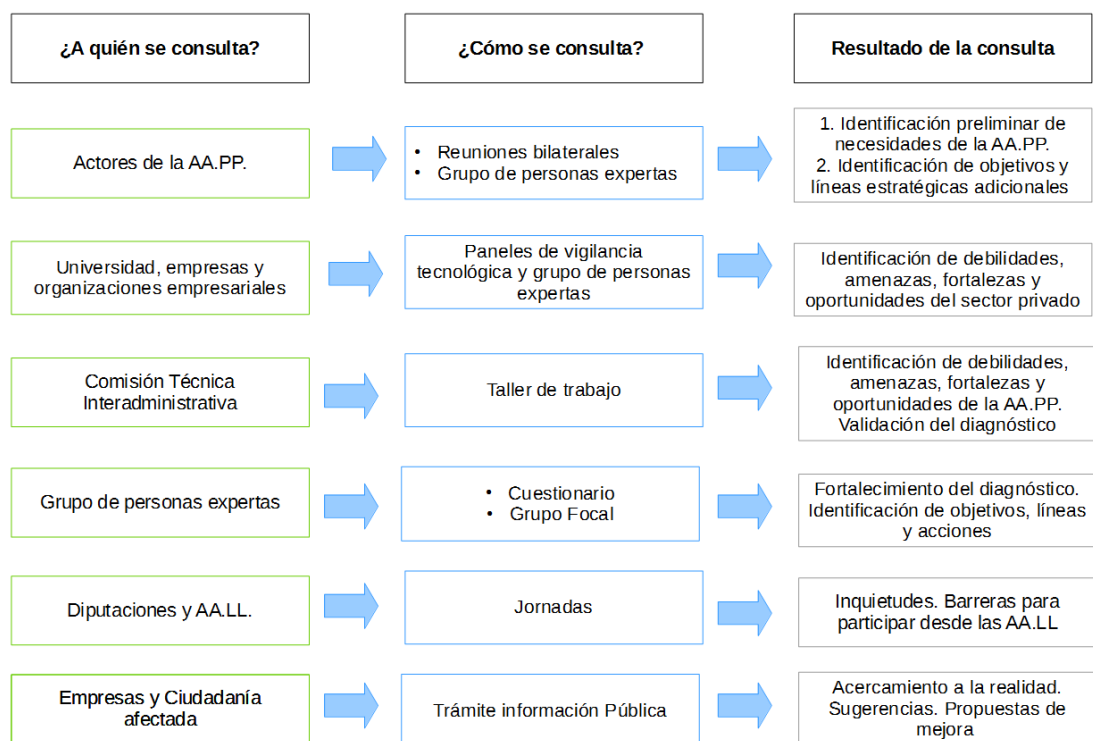 ¿A quién se consulta?
¿Cómo se consulta?
Resultado de la consulta
Actores de la AA.PP.
• Reuniones bilaterales
• Grupo de personas expertas
1. Identificación preliminar de
necesidades de la AA.PP.
2. Identificación de objetivos y
líneas estratégicas adicionales
Universidad, empresas y
organizaciones empresariales
Paneles de vigilancia
tecnológica y grupo de personas
expertas
Identificación de debilidades,
amenazas, fortalezas y
oportunidades del sector privado
Comisión Técnica
Interadministrativa
Taller de trabajo
Identificación de debilidades,
amenazas, fortalezas y
oportunidades de la AA.PP.
Validación del diagnóstico
Grupo de personas expertas
• Cuestionario
• Grupo Focal
Fortalecimiento del diagnóstico.
Identificación de objetivos, líneas
y acciones
Diputaciones y AA.LL.
Jornadas
Inquietudes. Barreras para
participar desde las AA.LL
Empresas y Ciudadanía
afectada
Trámite información Pública
Acercamiento a la realidad.
Sugerencias. Propuestas de
mejora